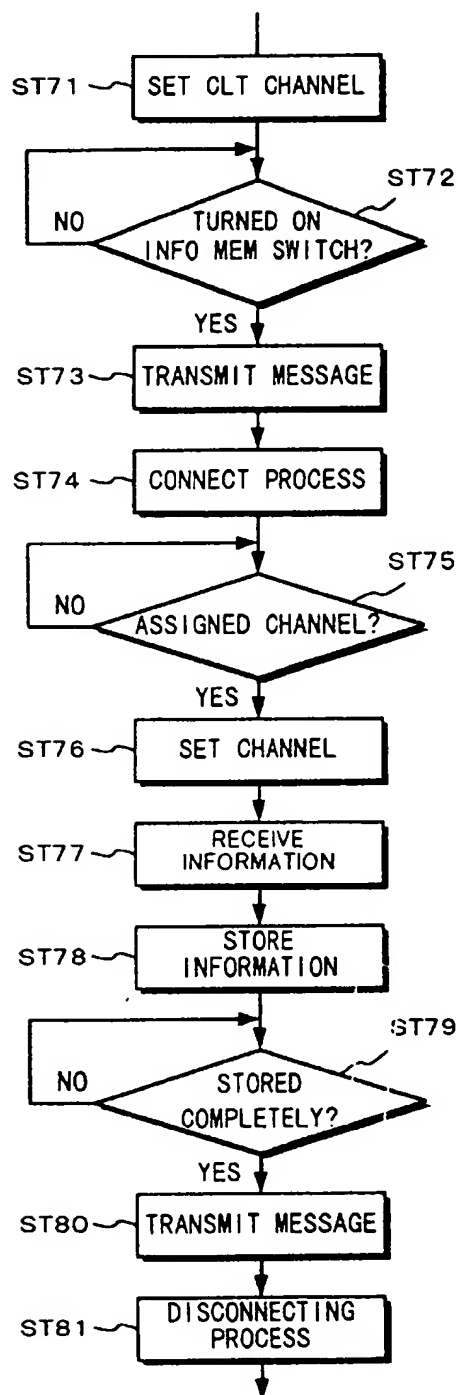 ST71
SET CLT CHANNEL
ST72
NO
TURNED ON
INFO MEM SWITCH?
YES
ST73
TRANSMIT MESSAGE
ST74
CONNECT PROCESS
ST75
NO
ASSIGNED CHANNEL?
YES
ST76
SET CHANNEL
ST77
RECEIVE
INFORMATION
ST78
STORE
INFORMATION
ST79
NO
STORED
COMPLETELY?
YES
ST80
TRANSMIT MESSAGE
ST81
DISCONNECTING
PROCESS